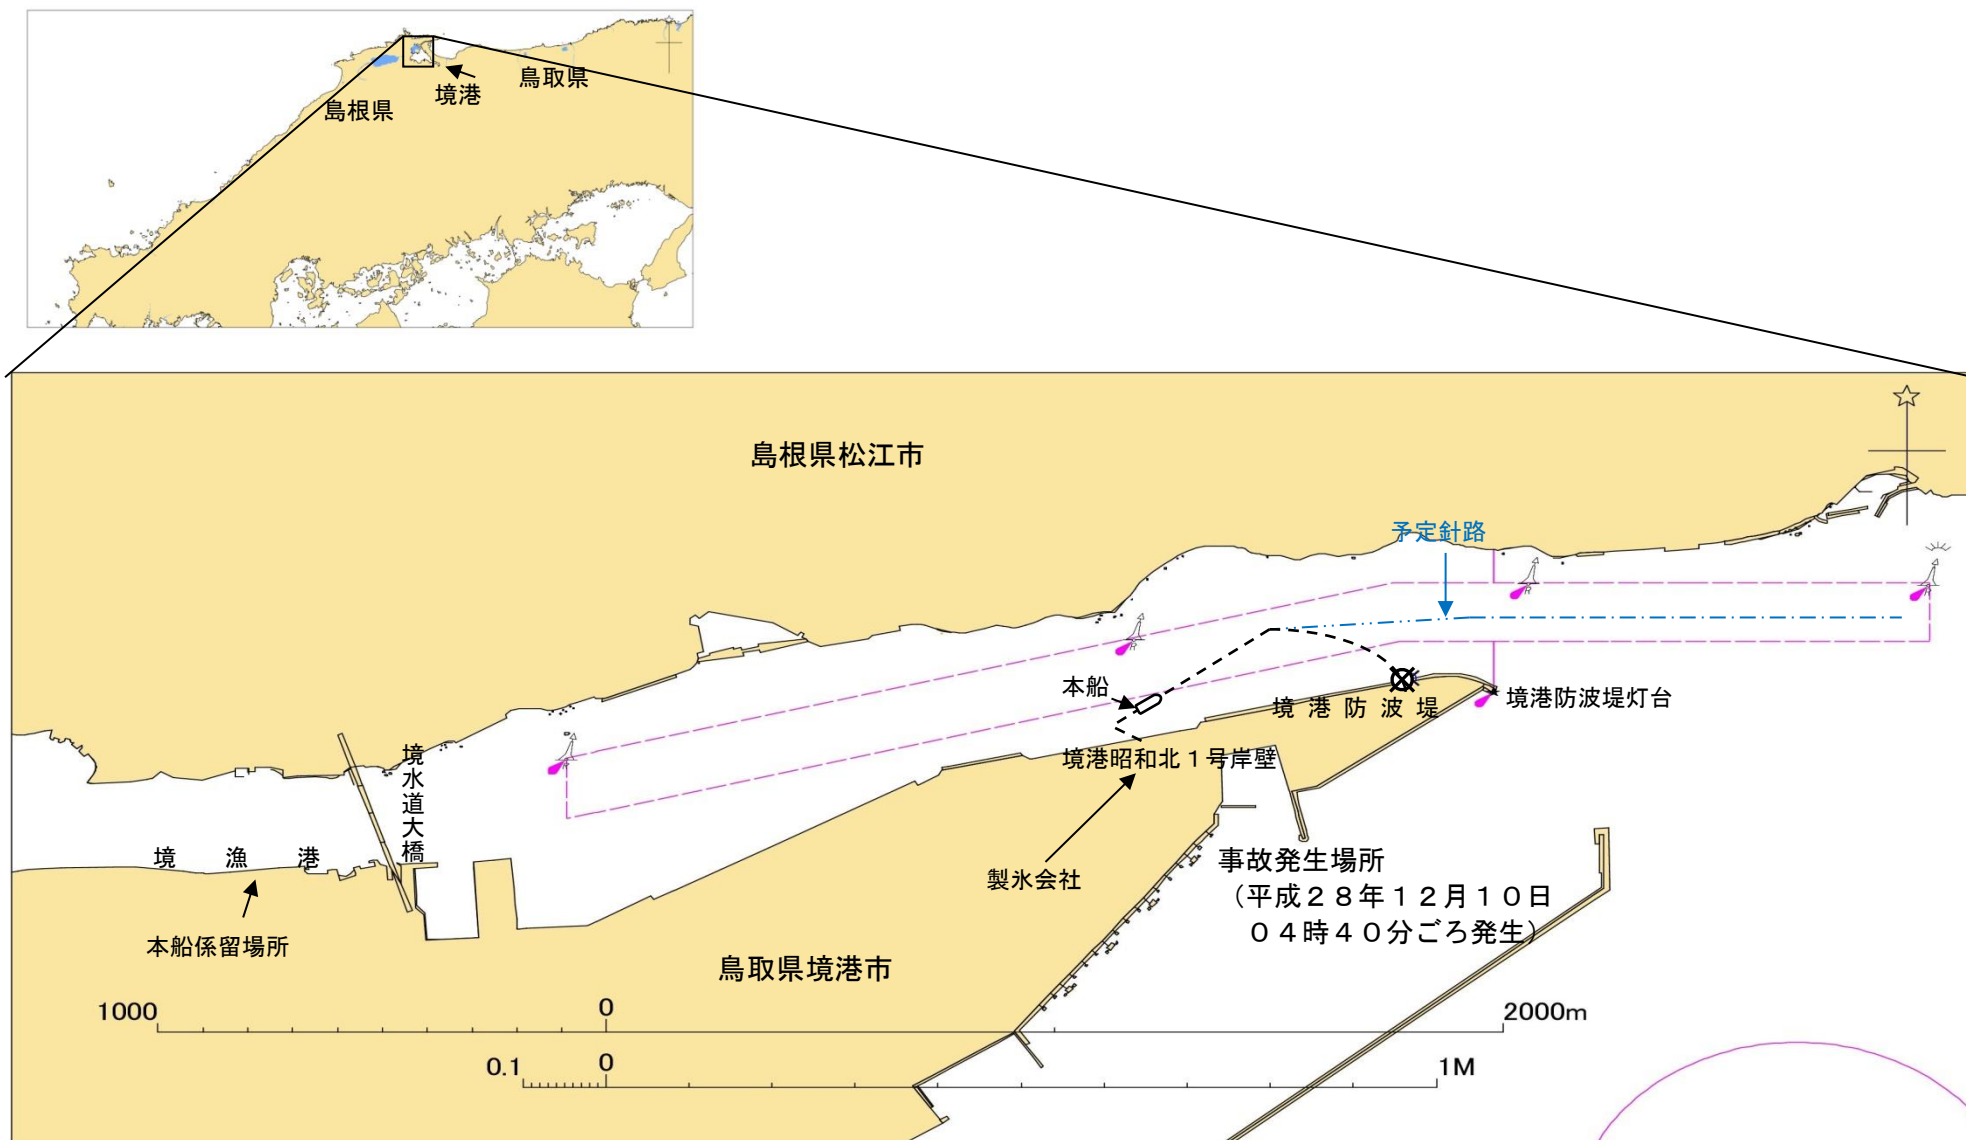 島根県
境港
鳥取県
島根県松江市
予定針路
本船
境港防波堤
境港防波堤灯台
境港昭和北１号岸壁
境水道大橋
境漁港
製氷会社
本船係留場所
事故発生場所
（平成２８年１２月１０日
０４時４０分ごろ発生）
鳥取県境港市
1000 0 2000m
0.1 0 1M
R
R
R
R